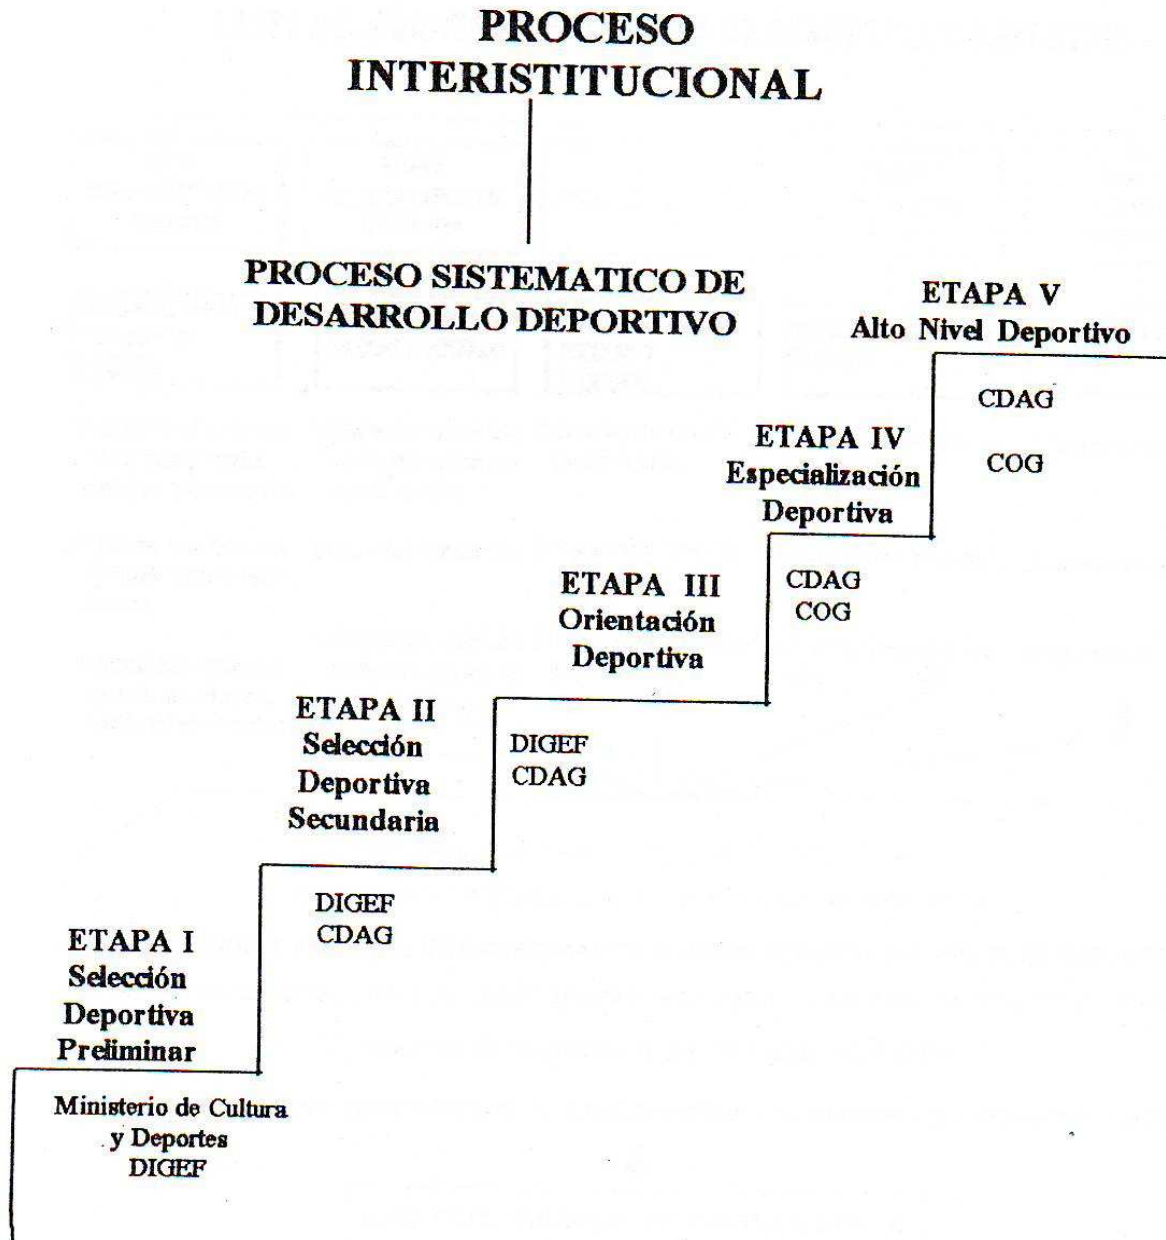 PROCESO
INTERISTITUCIONAL
PROCESO SISTEMATICO DE
DESARROLLO DEPORTIVO
ETAPA V
Alto Nivel Deportivo
CDAG
COG
ETAPA IV
Especialización
Deportiva
CDAG
COG
ETAPA III
Orientación
Deportiva
DIGEF
CDAG
ETAPA II
Selección
Deportiva
Secundaria
DIGEF
CDAG
ETAPA I
Selección
Deportiva
Preliminar
Ministerio de Cultura
y Deportes
DIGEF